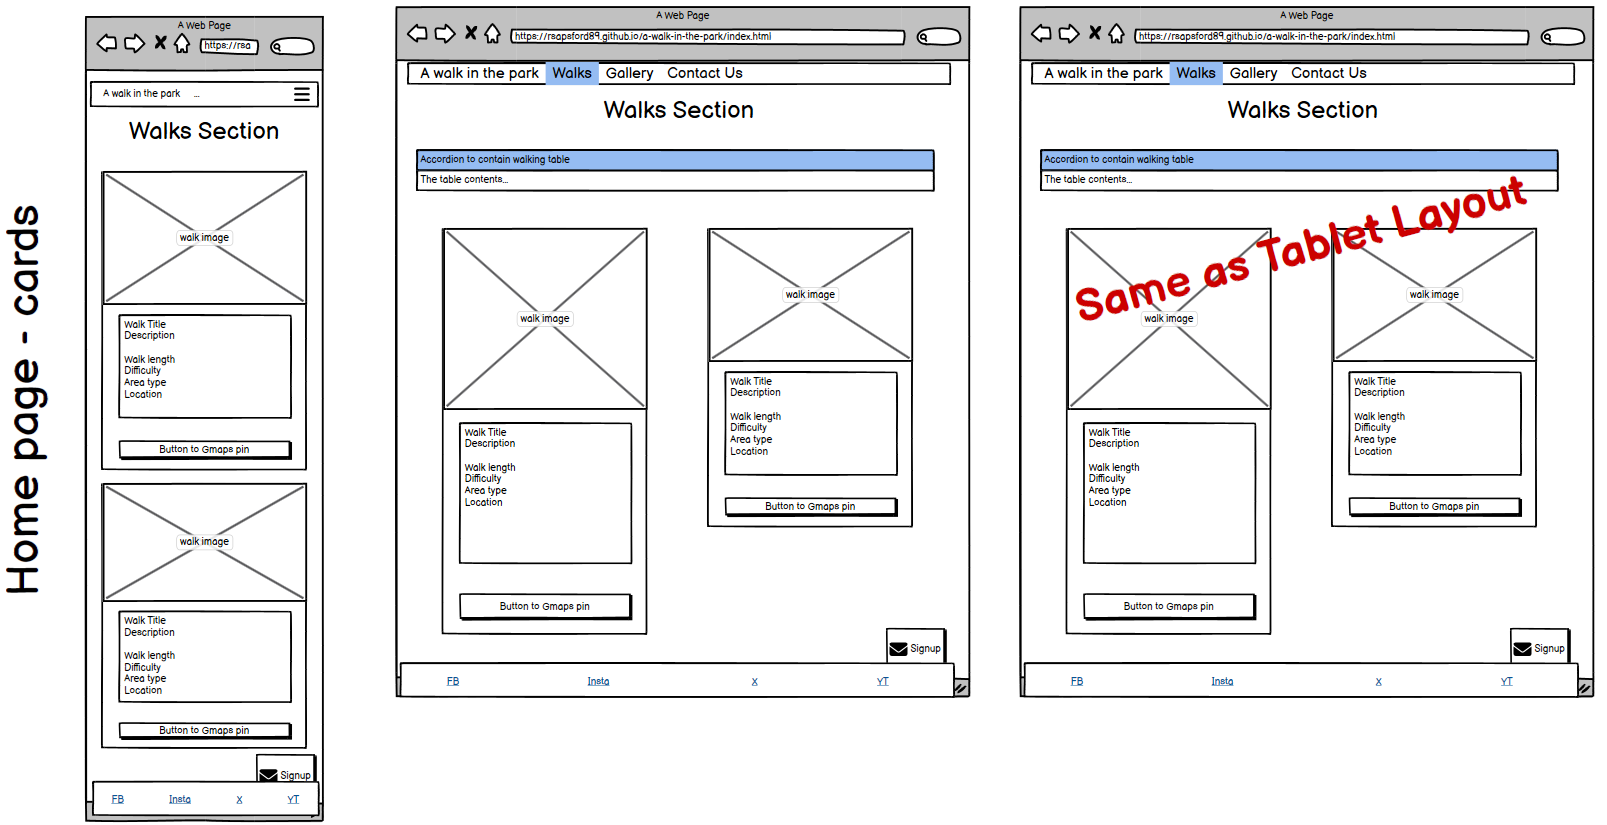 Home page - cards
A Web Page
https://rsa
A walk in the park ...
Walks Section
walk image
Walk Title
Description
Walk length
Difficulty
Area type
Location
Button to Gmaps pin
walk image
Walk Title
Description
Walk length
Difficulty
Area type
Location
Button to Gmaps pin
Signup
FB Insta X YT
A Web Page
https://rsapsford89.github.io/a-walk-in-the-park/index.html
A walk in the park Walks Gallery Contact Us
Walks Section
Accordion to contain walking table
The table contents...
walk image
Walk Title
Description
Walk length
Difficulty
Area type
Location
Button to Gmaps pin
walk image
Walk Title
Description
Walk length
Difficulty
Area type
Location
Button to Gmaps pin
Signup
FB Insta X YT
A Web Page
https://rsapsford89.github.io/a-walk-in-the-park/index.html
A walk in the park Walks Gallery Contact Us
Walks Section
Accordion to contain walking table
The table contents...
Same as Tablet Layout
walk image
Walk Title
Description
Walk length
Difficulty
Area type
Location
Button to Gmaps pin
walk image
Walk Title
Description
Walk length
Difficulty
Area type
Location
Button to Gmaps pin
Signup
FB Insta X YT